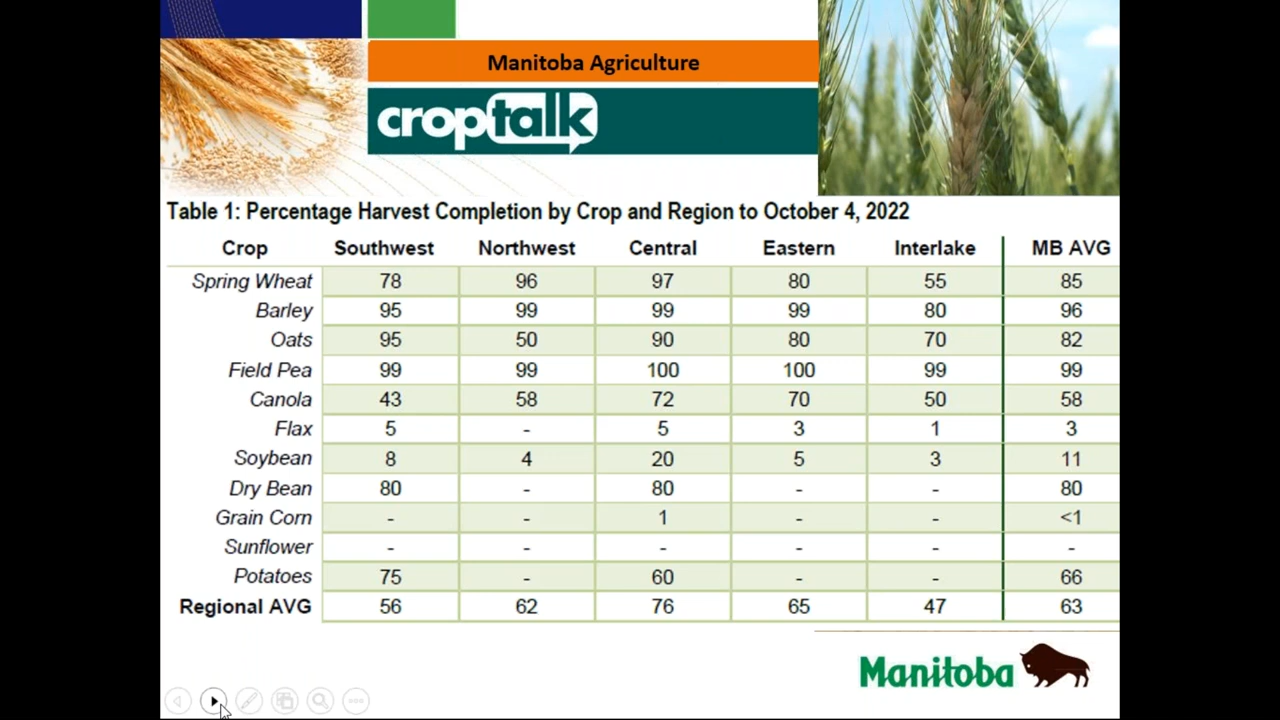 Manitoba Agriculture
croptalk
Table 1: Percentage Harvest Completion by Crop and Region to October 4, 2022
Crop Southwest Northwest Central Eastern Interlake MB AVG
Spring Wheat 78 96 97 80 55 85
Barley 95 99 99 99 80 96
Oats 95 50 90 80 70 82
Field Pea 99 99 100 100 99 99
Canola 43 58 72 70 50 58
Flax 5 - 5 3 1 3
Soybean 8 4 20 5 3 11
Dry Bean 80 - 80 - - 80
Grain Corn - - 1 - - <1
Sunflower - - - - - -
Potatoes 75 - 60 - - 66
Regional AVG 56 62 76 65 47 63
Manitoba